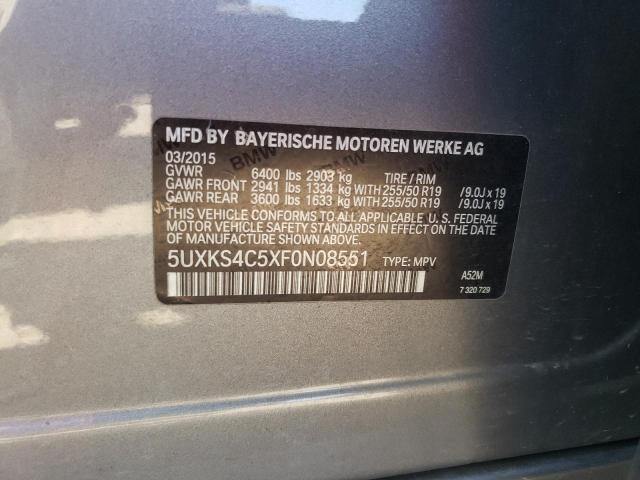 MFD BY BAYERISCHE MOTOREN WERKE AG
03/2015
GVWR 6400 lbs 2903 kg TIRE / RIM
GAWR FRONT 2941 lbs 1334 kg WITH 255/50 R19 /9.0J x 19
GAWR REAR 3600 lbs 1633 kg WITH 255/50 R19 /9.0J x 19
THIS VEHICLE CONFORMS TO ALL APPLICABLE U.S. FEDERAL
MOTOR VEHICLE SAFETY STANDARDS IN EFFECT ON THE
DATE OF MANUFACTURE SHOWN ABOVE.
5UXKS4C5XF0N08551 TYPE: MPV
A52M
7 320 729